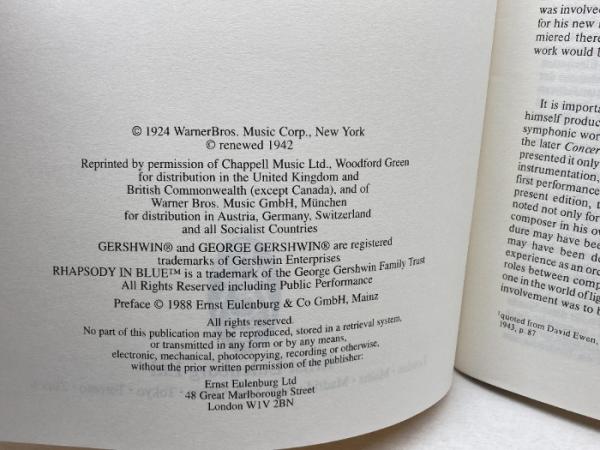 © 1924 WarnerBros. Music Corp., New York
© renewed 1942
Reprinted by permission of Chappell Music Ltd., Woodford Green
for distribution in the United Kingdom and
British Commonwealth (except Canada), and of
Warner Bros. Music GmbH, München
for distribution in Austria, Germany, Switzerland
and all Socialist Countries
GERSHWIN® and GEORGE GERSHWIN® are registered
trademarks of Gershwin Enterprises
RHAPSODY IN BLUE™ is a trademark of the George Gershwin Family Trust
All Rights Reserved including Public Performance
Preface © 1988 Ernst Eulenburg & Co GmbH, Mainz
All rights reserved.
No part of this publication may be reproduced, stored in a retrieval system,
or transmitted in any form or by any means,
electronic, mechanical, photocopying, recording or otherwise,
without the prior written permission of the publisher:
Ernst Eulenburg Ltd
48 Great Marlborough Street
London W1V 2BN
was involve
for his new
miered there
work would b
It is importa
himself produc
symphonic wor
the later Concer
presented it only
instrumentation,
first performance
present edition, t
noted not only for
composer in his ow
dure may have bee
may have been de
experience as an orc
roles between comp
one in the world of lig
involvement was to b
quoted from David Ewen,
1943, p. 87